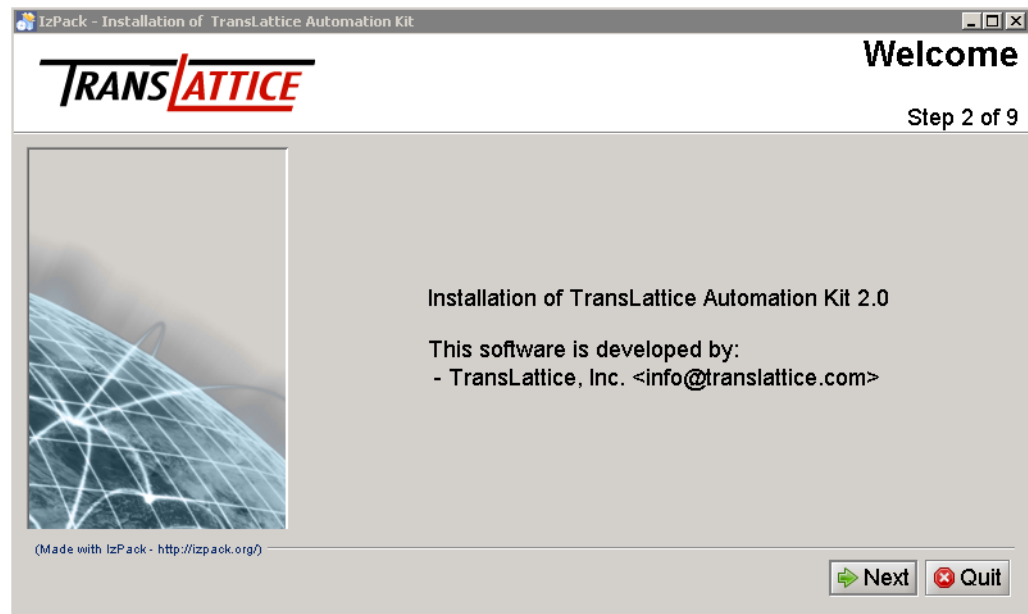 IzPack - Installation of TransLattice Automation Kit
TRANSLATTICE
Welcome
Step 2 of 9
Installation of TransLattice Automation Kit 2.0
This software is developed by:
- TransLattice, Inc. <info@translattice.com>
(Made with IzPack - http://izpack.org/)
Next
Quit